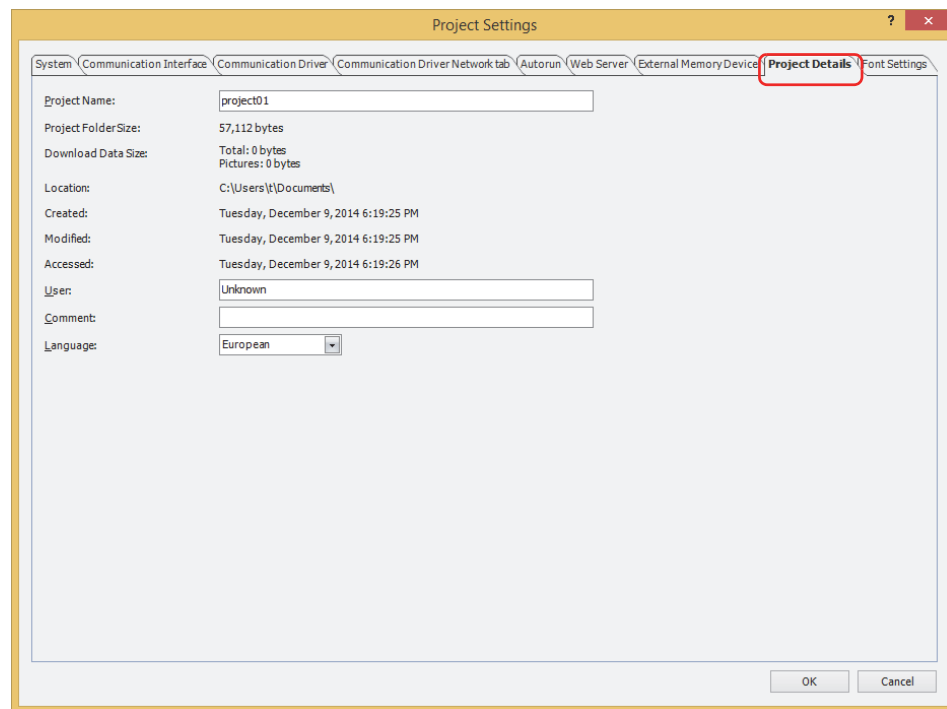 Project Settings
? ×
System Communication Interface Communication Driver Communication Driver Network tab Autorun Web Server External Memory Device Project Details Font Settings
Project Name: project01
Project Folder Size: 57,112 bytes
Download Data Size: Total: 0 bytes
Pictures: 0 bytes
Location: C:\Users\t\Documents\
Created: Tuesday, December 9, 2014 6:19:25 PM
Modified: Tuesday, December 9, 2014 6:19:25 PM
Accessed: Tuesday, December 9, 2014 6:19:26 PM
User: Unknown
Comment:
Language: European
OK Cancel